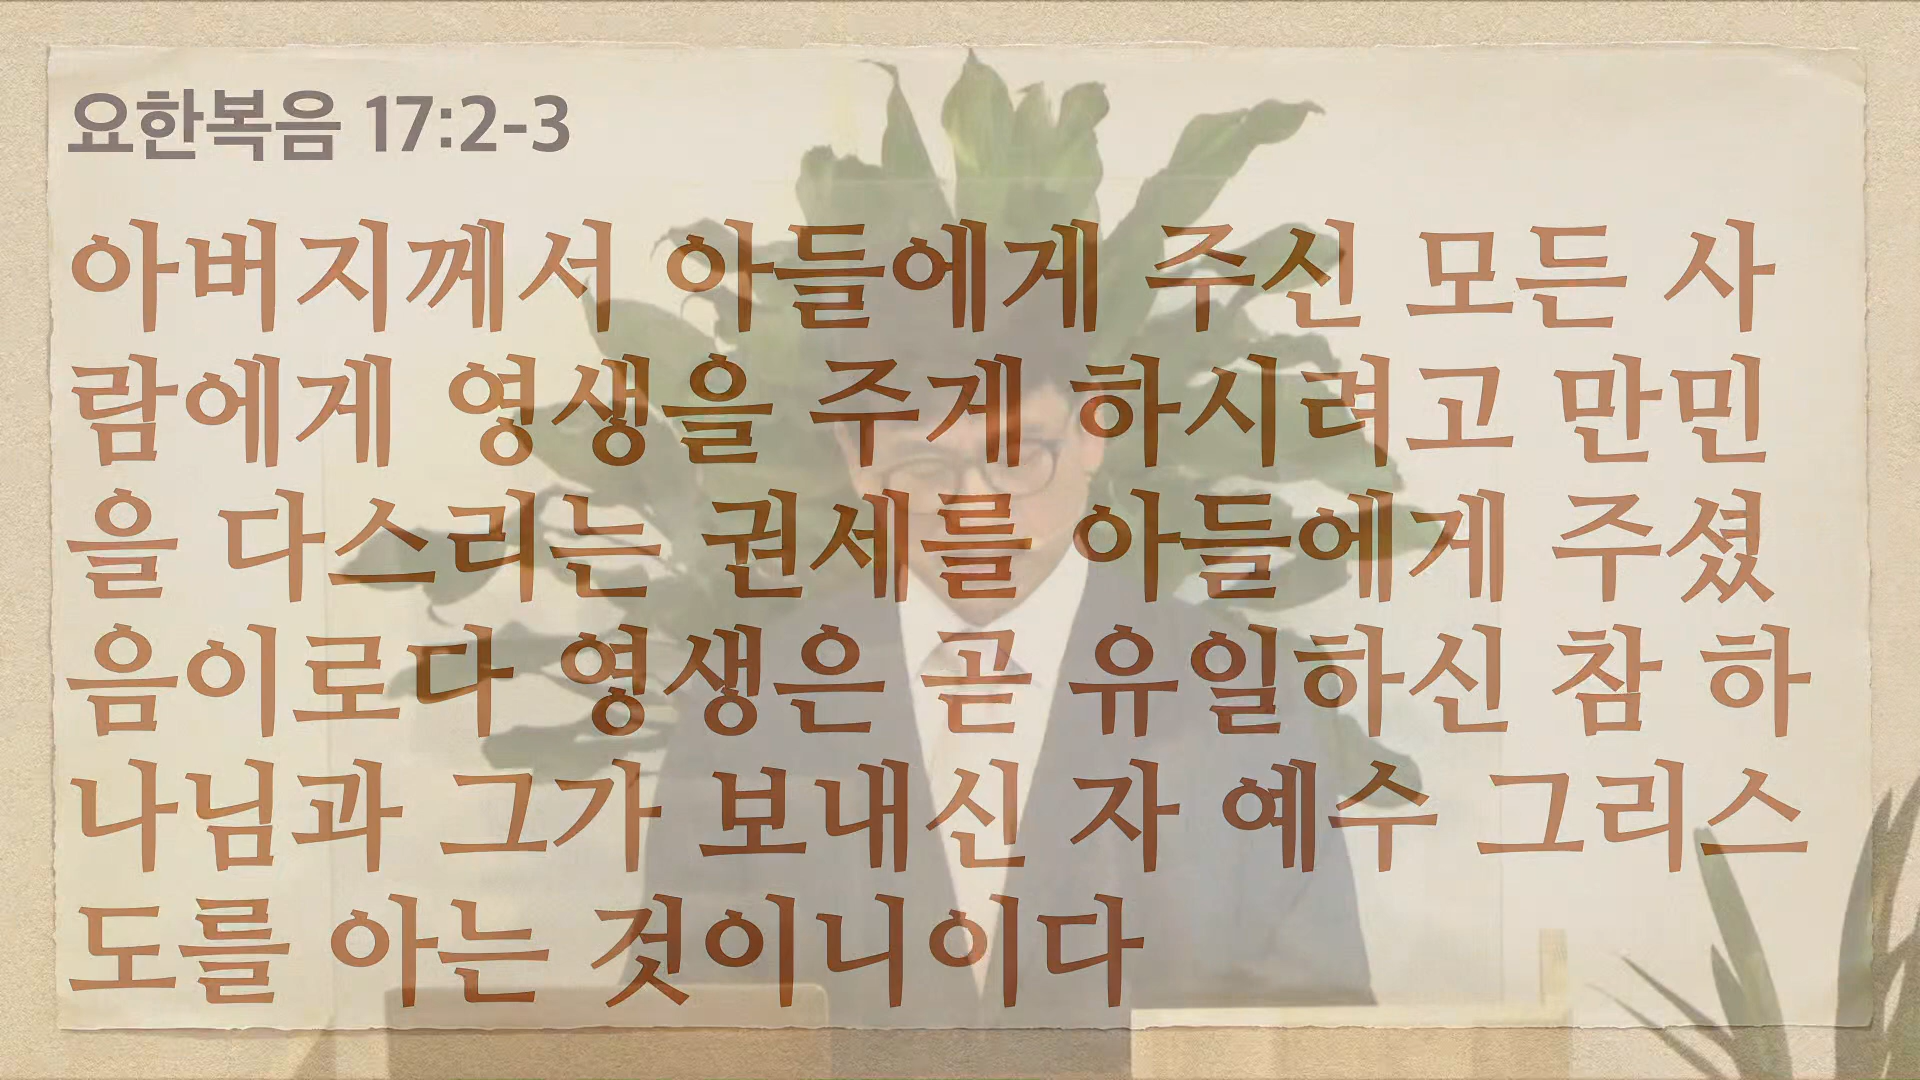 요한복음 17:2-3
아버지께서 아들에게 주신 모든 사
람에게 영생을 주게 하시려고 만민
을 다스리는 권세를 아들에게 주셨
음이로다 영생은 곧 유일하신 참 하
나님과 그가 보내신 자 예수 그리스
도를 아는 것이니이다